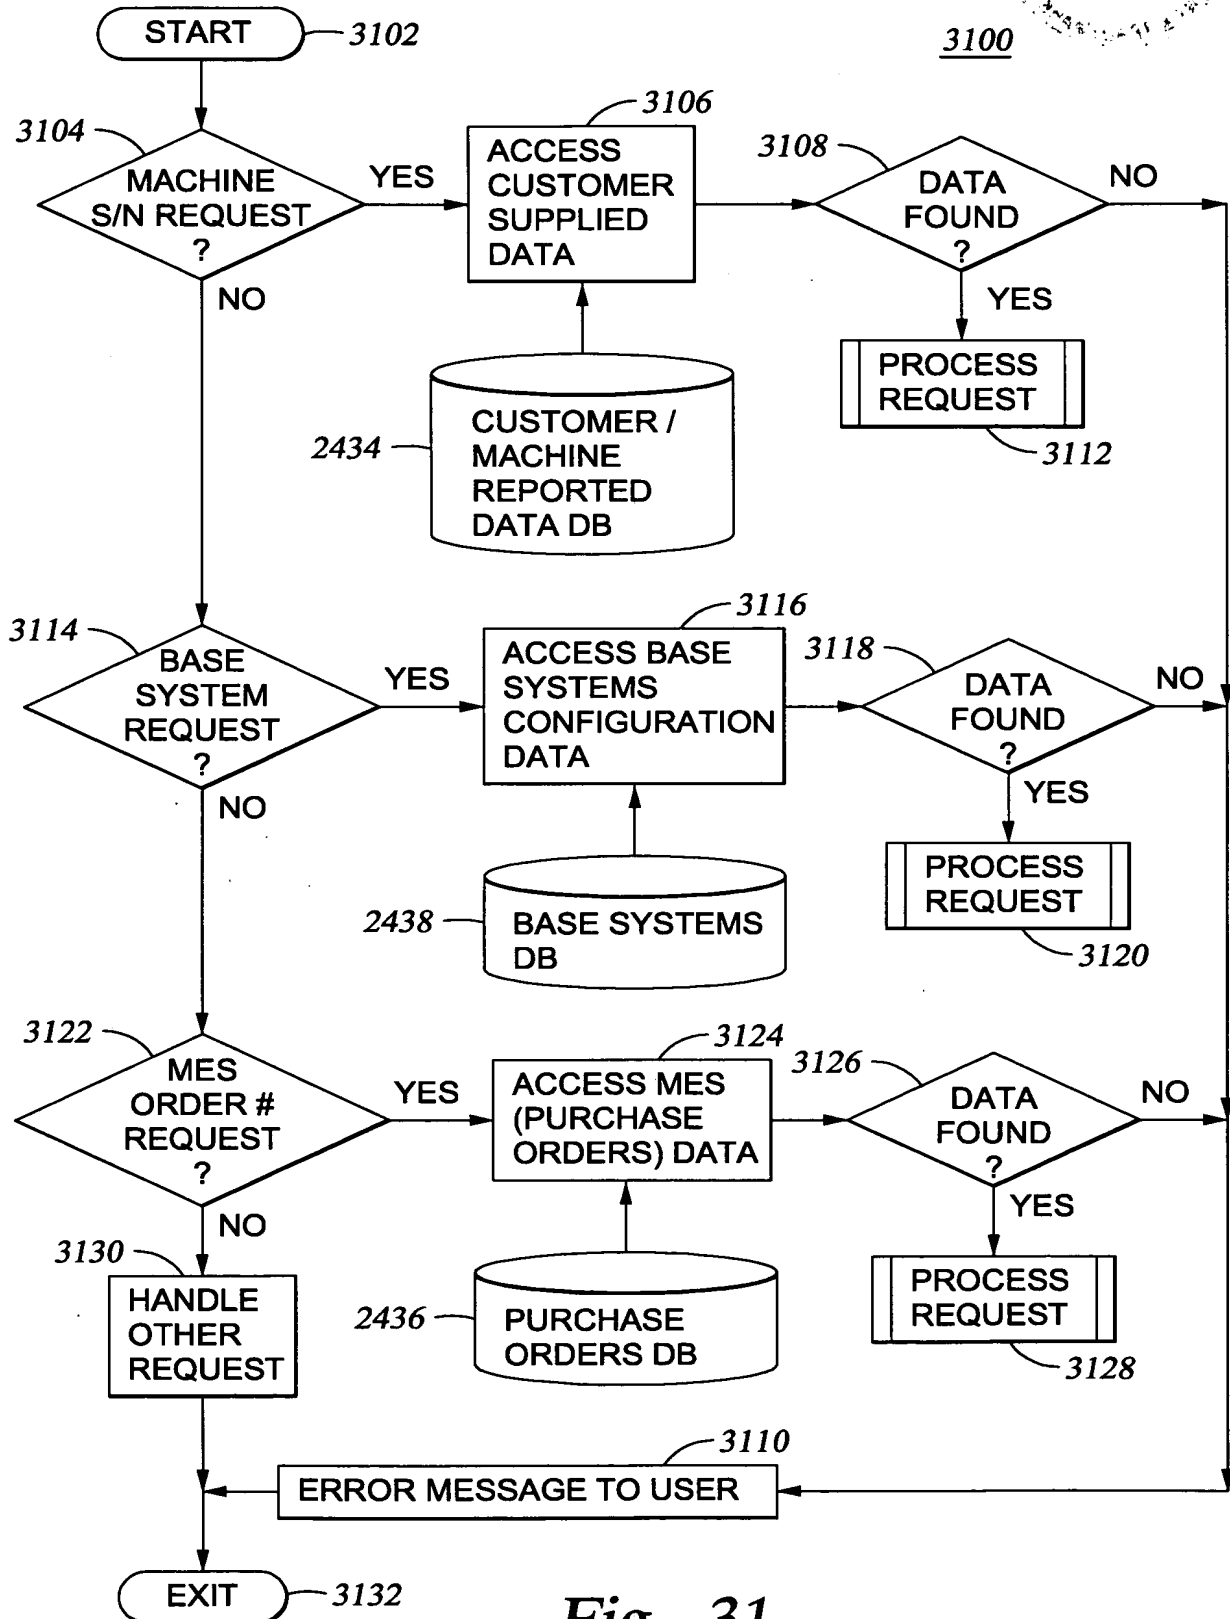 START
3102
3100
3104
MACHINE
S/N REQUEST
?
YES
NO
3106
ACCESS
CUSTOMER
SUPPLIED
DATA
3108
DATA
FOUND
?
NO
YES
PROCESS
REQUEST
3112
2434
CUSTOMER /
MACHINE
REPORTED
DATA DB
3114
BASE
SYSTEM
REQUEST
?
YES
NO
3116
ACCESS BASE
SYSTEMS
CONFIGURATION
DATA
3118
DATA
FOUND
?
NO
YES
PROCESS
REQUEST
3120
2438
BASE SYSTEMS
DB
3122
MES
ORDER #
REQUEST
?
YES
NO
3124
ACCESS MES
(PURCHASE
ORDERS) DATA
3126
DATA
FOUND
?
NO
YES
PROCESS
REQUEST
3128
2436
PURCHASE
ORDERS DB
3130
HANDLE
OTHER
REQUEST
3110
ERROR MESSAGE TO USER
EXIT
3132
Fig. 31